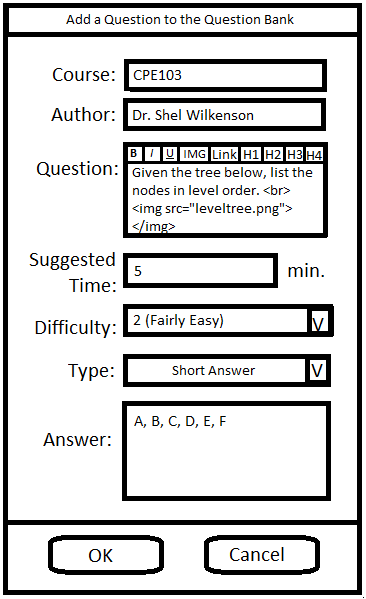 Add a Question to the Question Bank
Course: CPE103
Author: Dr. Shel Wilkenson
B I U IMG Link H1 H2 H3 H4
Question: Given the tree below, list the
nodes in level order. <br>
<img src="leveltree.png">
</img>
Suggested
Time: 5 min.
Difficulty: 2 (Fairly Easy) V
Type: Short Answer V
Answer: A, B, C, D, E, F
OK Cancel